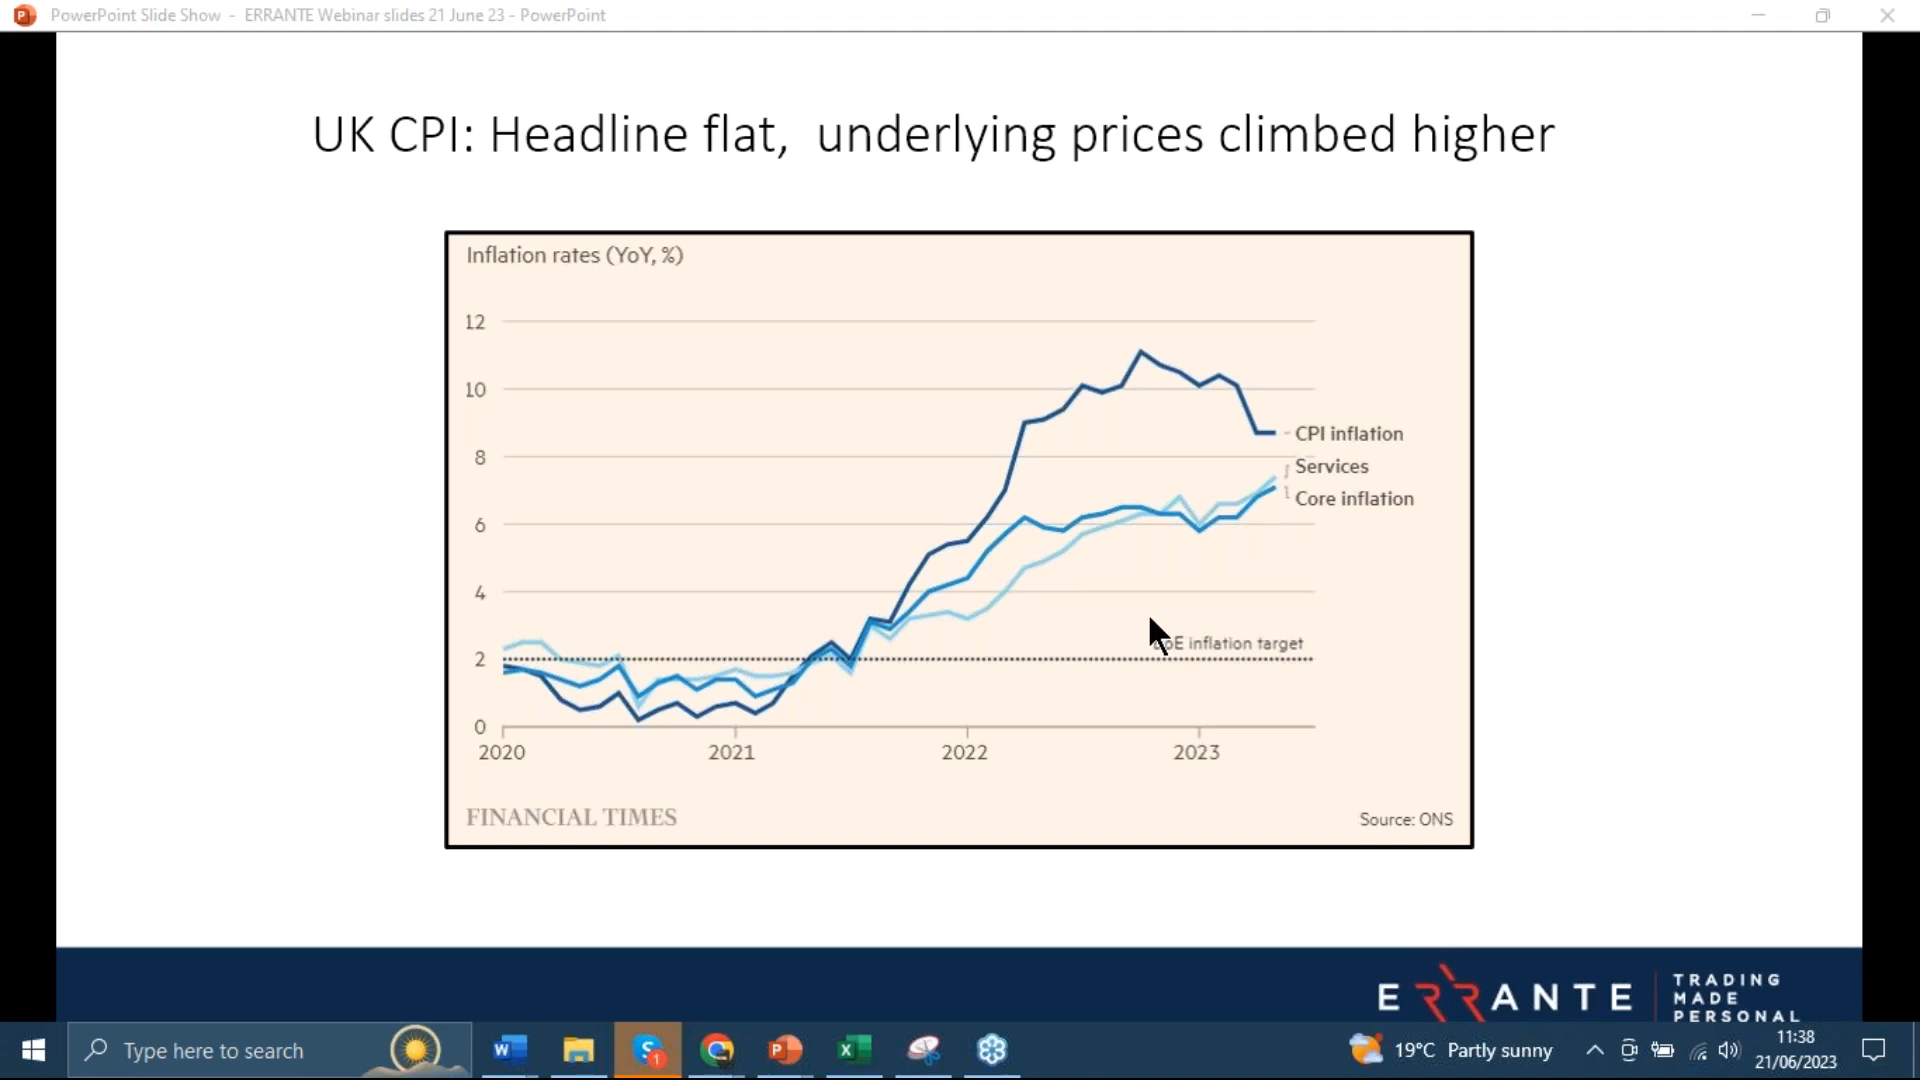 PowerPoint Slide Show - ERRANTE Webinar slides 21 June 23 - PowerPoint
UK CPI: Headline flat, underlying prices climbed higher
Inflation rates (YoY, %)
12
10
8
6
4
2
0
CPI inflation
Services
Core inflation
inflation target
2020 2021 2022 2023
FINANCIAL TIMES
Source: ONS
ERRANTE
TRADING
MADE
PERSONAL
Type here to search
1
19°C Partly sunny
11:38
21/06/2023